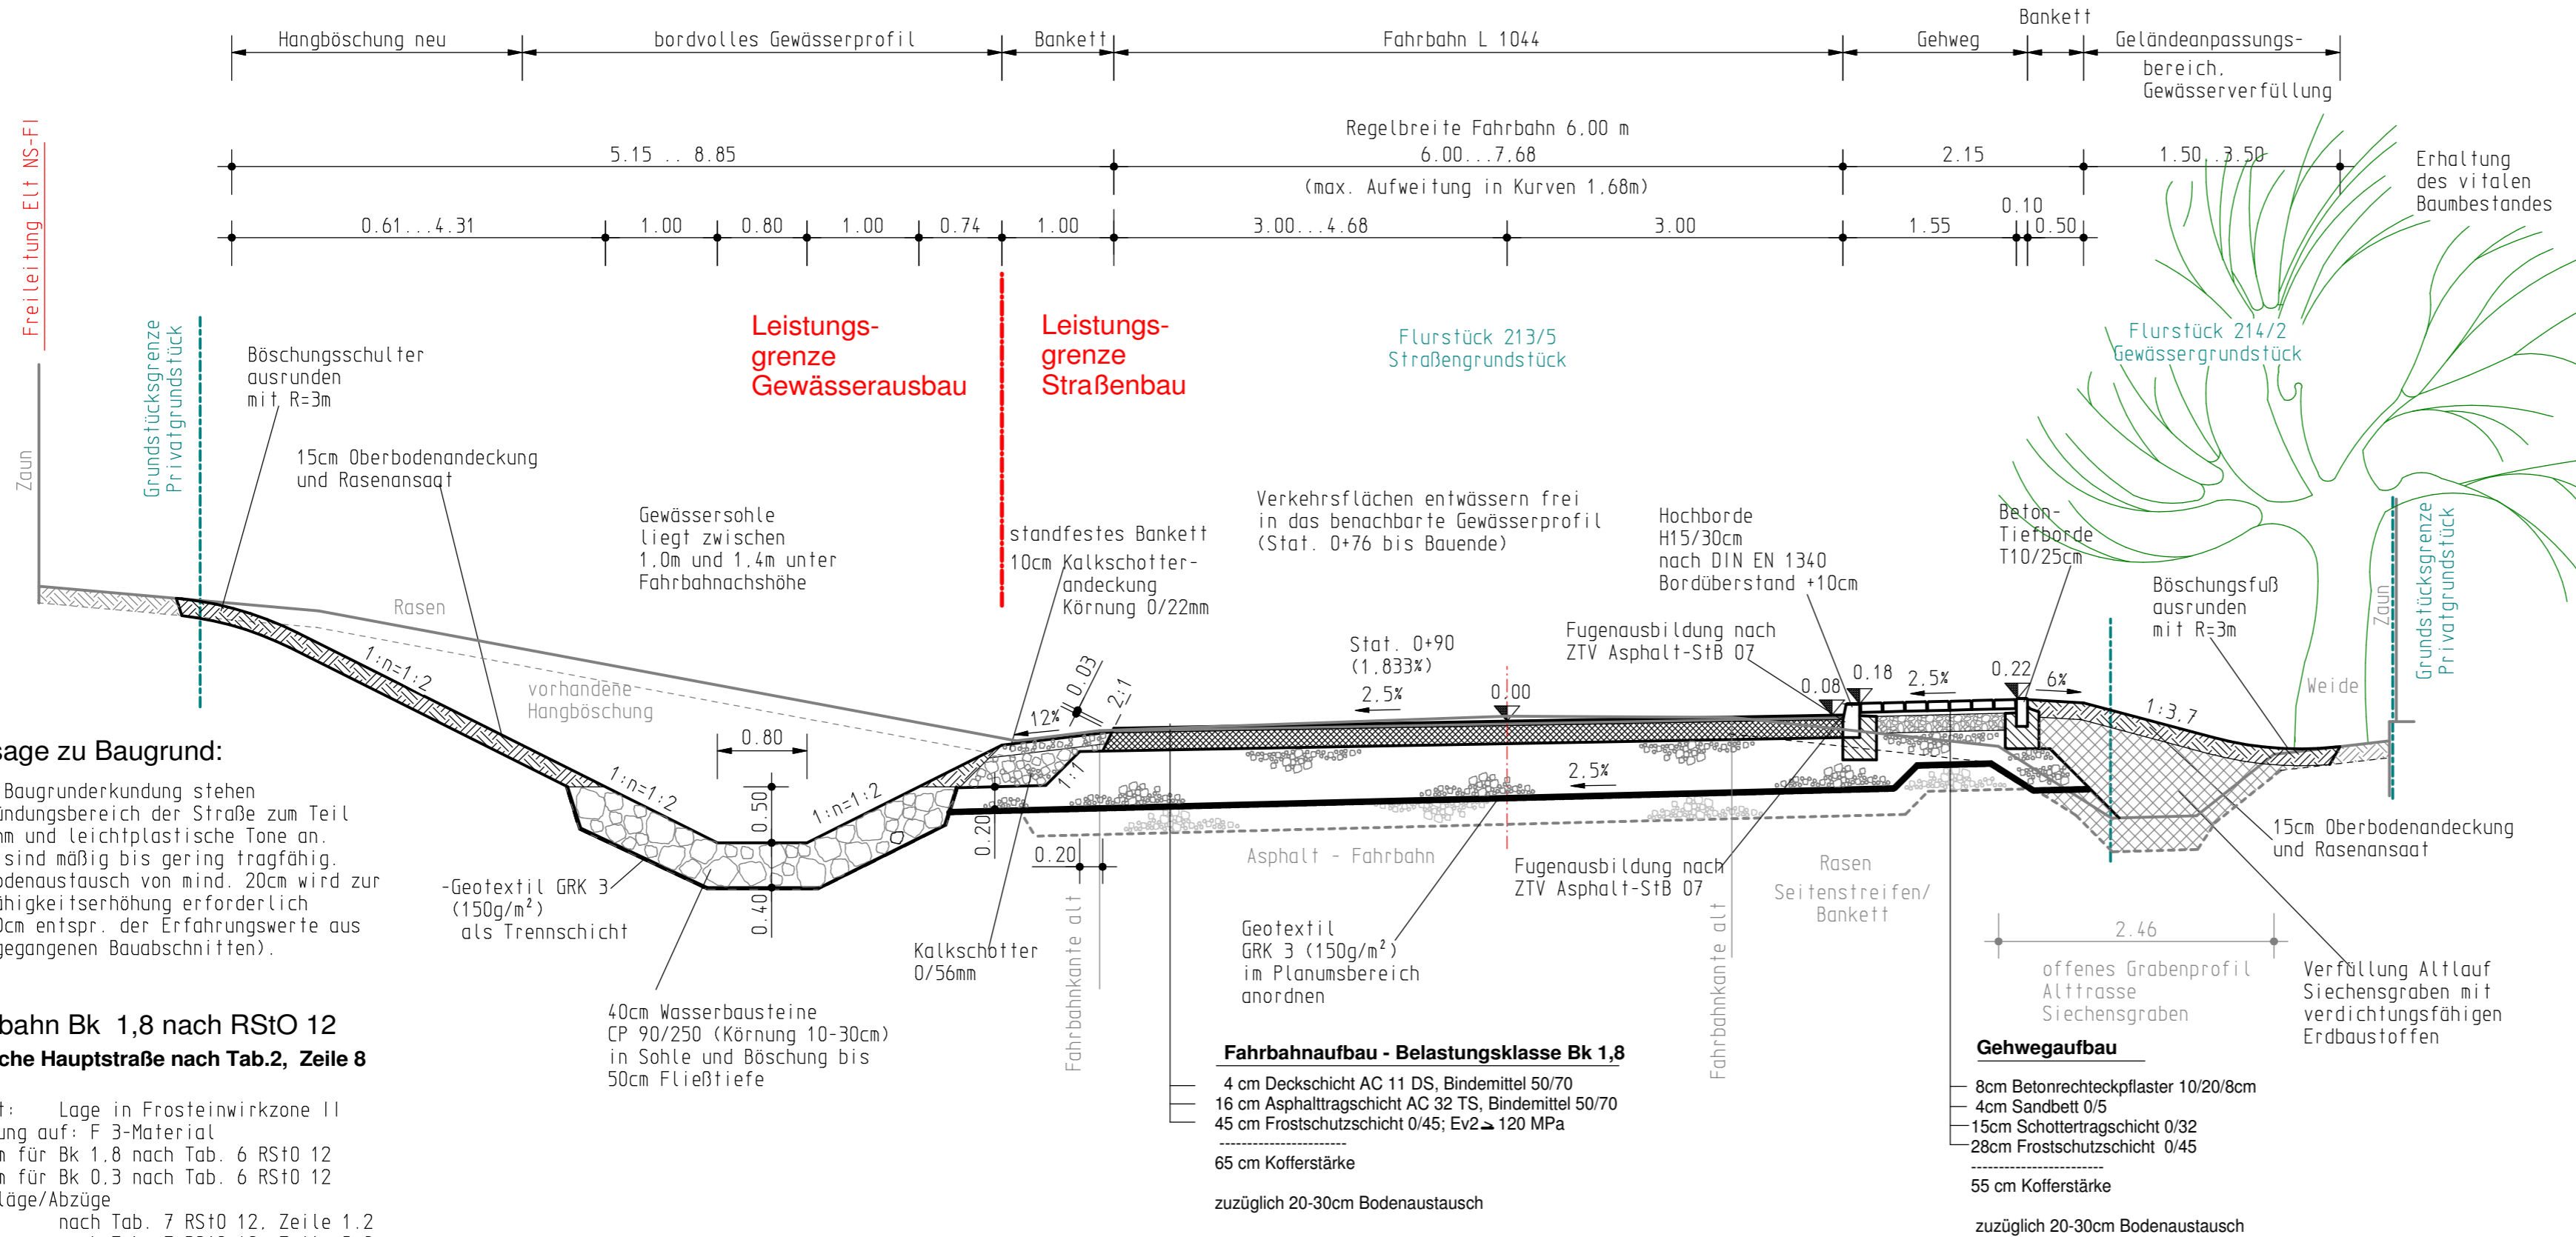 Hangböschung neu
bordvolles Gewässerprofil
Bankett
Fahrbahn L 1044
Gehweg
Bankett
Geländeanpassungs-
bereich,
Gewässerverfüllung
Regelbreite Fahrbahn 6,00 m
5.15 .. 8.85
6.00...7,68
2.15
1.50..3.50
(max. Aufweitung in Kurven 1,68m)
0.61...4.31
1.00
0.80
1.00
0.74
1.00
3.00...4.68
3.00
1.55
0.10
0.50
Erhaltung
des vitalen
Baumbestandes
Freileitung Elt NS-Fl
Zaun
Grundstücksgrenze
Privatgrundstück
Leistungs-
grenze
Gewässerausbau
Leistungs-
grenze
Straßenbau
Flurstück 213/5
Straßengrundstück
Flurstück 214/2
Gewässergrundstück
Böschungsschulter
ausrunden
mit R=3m
15cm Oberbodenandeckung
und Rasenansaat
Gewässersohle
liegt zwischen
1,0m und 1,4m unter
Fahrbahnachshöhe
standfestes Bankett
10cm Kalkschotter-
andeckung
Körnung 0/22mm
Verkehrsflächen entwässern frei
in das benachbarte Gewässerprofil
(Stat. 0+76 bis Bauende)
Hochborde
H15/30cm
nach DIN EN 1340
Bordüberstand +10cm
Beton-
Tiefborde
T10/25cm
Böschungsfuß
ausrunden
mit R=3m
Zaun
Grundstücksgrenze
Privatgrundstück
Rasen
vorhandene
Hangböschung
1:n=1:2
1:n=1:2
1:n=1:2
0.80
0.50
0.40
12%
0.03
2:1
1:1
0.20
0.20
Stat. 0+90
(1,833%)
2.5%
0.00
Fugenausbildung nach
ZTV Asphalt-StB 07
0.08
0.18
2.5%
0.22
6%
1:3,7
Weide
2.5%
sage zu Baugrund:
Baugrunderkundung stehen
ündungsbereich der Straße zum Teil
mm und leichtplastische Tone an.
sind mäßig bis gering tragfähig.
odenaustausch von mind. 20cm wird zur
ähigkeitserhöhung erforderlich
0cm entspr. der Erfahrungswerte aus
gegangenen Bauabschnitten).
-Geotextil GRK 3
(150g/m²)
als Trennschicht
40cm Wasserbausteine
CP 90/250 (Körnung 10-30cm)
in Sohle und Böschung bis
50cm Fließtiefe
Kalkschotter
0/56mm
Fahrbahnkante alt
Asphalt - Fahrbahn
Geotextil
GRK 3 (150g/m²)
im Planumsbereich
anordnen
Fugenausbildung nach
ZTV Asphalt-StB 07
Fahrbahnkante alt
Rasen
Seitenstreifen/
Bankett
2.46
offenes Grabenprofil
Alttrasse
Siechensgraben
15cm Oberbodenandeckung
und Rasenansaat
Verfüllung Altlauf
Siechensgraben mit
verdichtungsfähigen
Erdbaustoffen
bahn Bk 1,8 nach RStO 12
che Hauptstraße nach Tab.2, Zeile 8
t: Lage in Frosteinwirkzone II
ung auf: F 3-Material
m für Bk 1,8 nach Tab. 6 RStO 12
m für Bk 0,3 nach Tab. 6 RStO 12
läge/Abzüge
nach Tab. 7 RStO 12, Zeile 1.2
Fahrbahnaufbau - Belastungsklasse Bk 1,8
4 cm Deckschicht AC 11 DS, Bindemittel 50/70
16 cm Asphalttragschicht AC 32 TS, Bindemittel 50/70
45 cm Frostschutzschicht 0/45; Ev2 ≥ 120 MPa
-----------------------
65 cm Kofferstärke
zuzüglich 20-30cm Bodenaustausch
Gehwegaufbau
8cm Betonrechteckpflaster 10/20/8cm
4cm Sandbett 0/5
15cm Schottertragschicht 0/32
28cm Frostschutzschicht 0/45
------------------------
55 cm Kofferstärke
zuzüglich 20-30cm Bodenaustausch